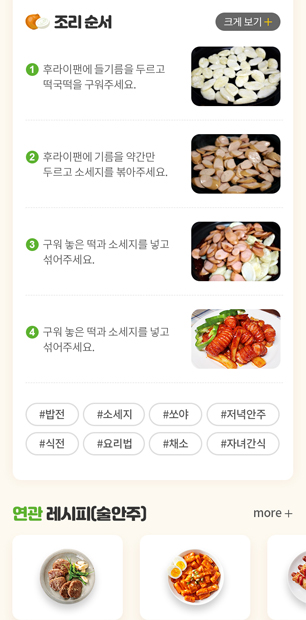 조리 순서
크게 보기 +
1 후라이팬에 들기름을 두르고
떡국떡을 구워주세요.
2 후라이팬에 기름을 약간만
두르고 소세지를 볶아주세요.
3 구워 놓은 떡과 소세지를 넣고
섞어주세요.
4 구워 놓은 떡과 소세지를 넣고
섞어주세요.
#밥전 #소세지 #쏘야 #저녁안주
#식전 #요리법 #채소 #자녀간식
연관 레시피(술안주)
more +